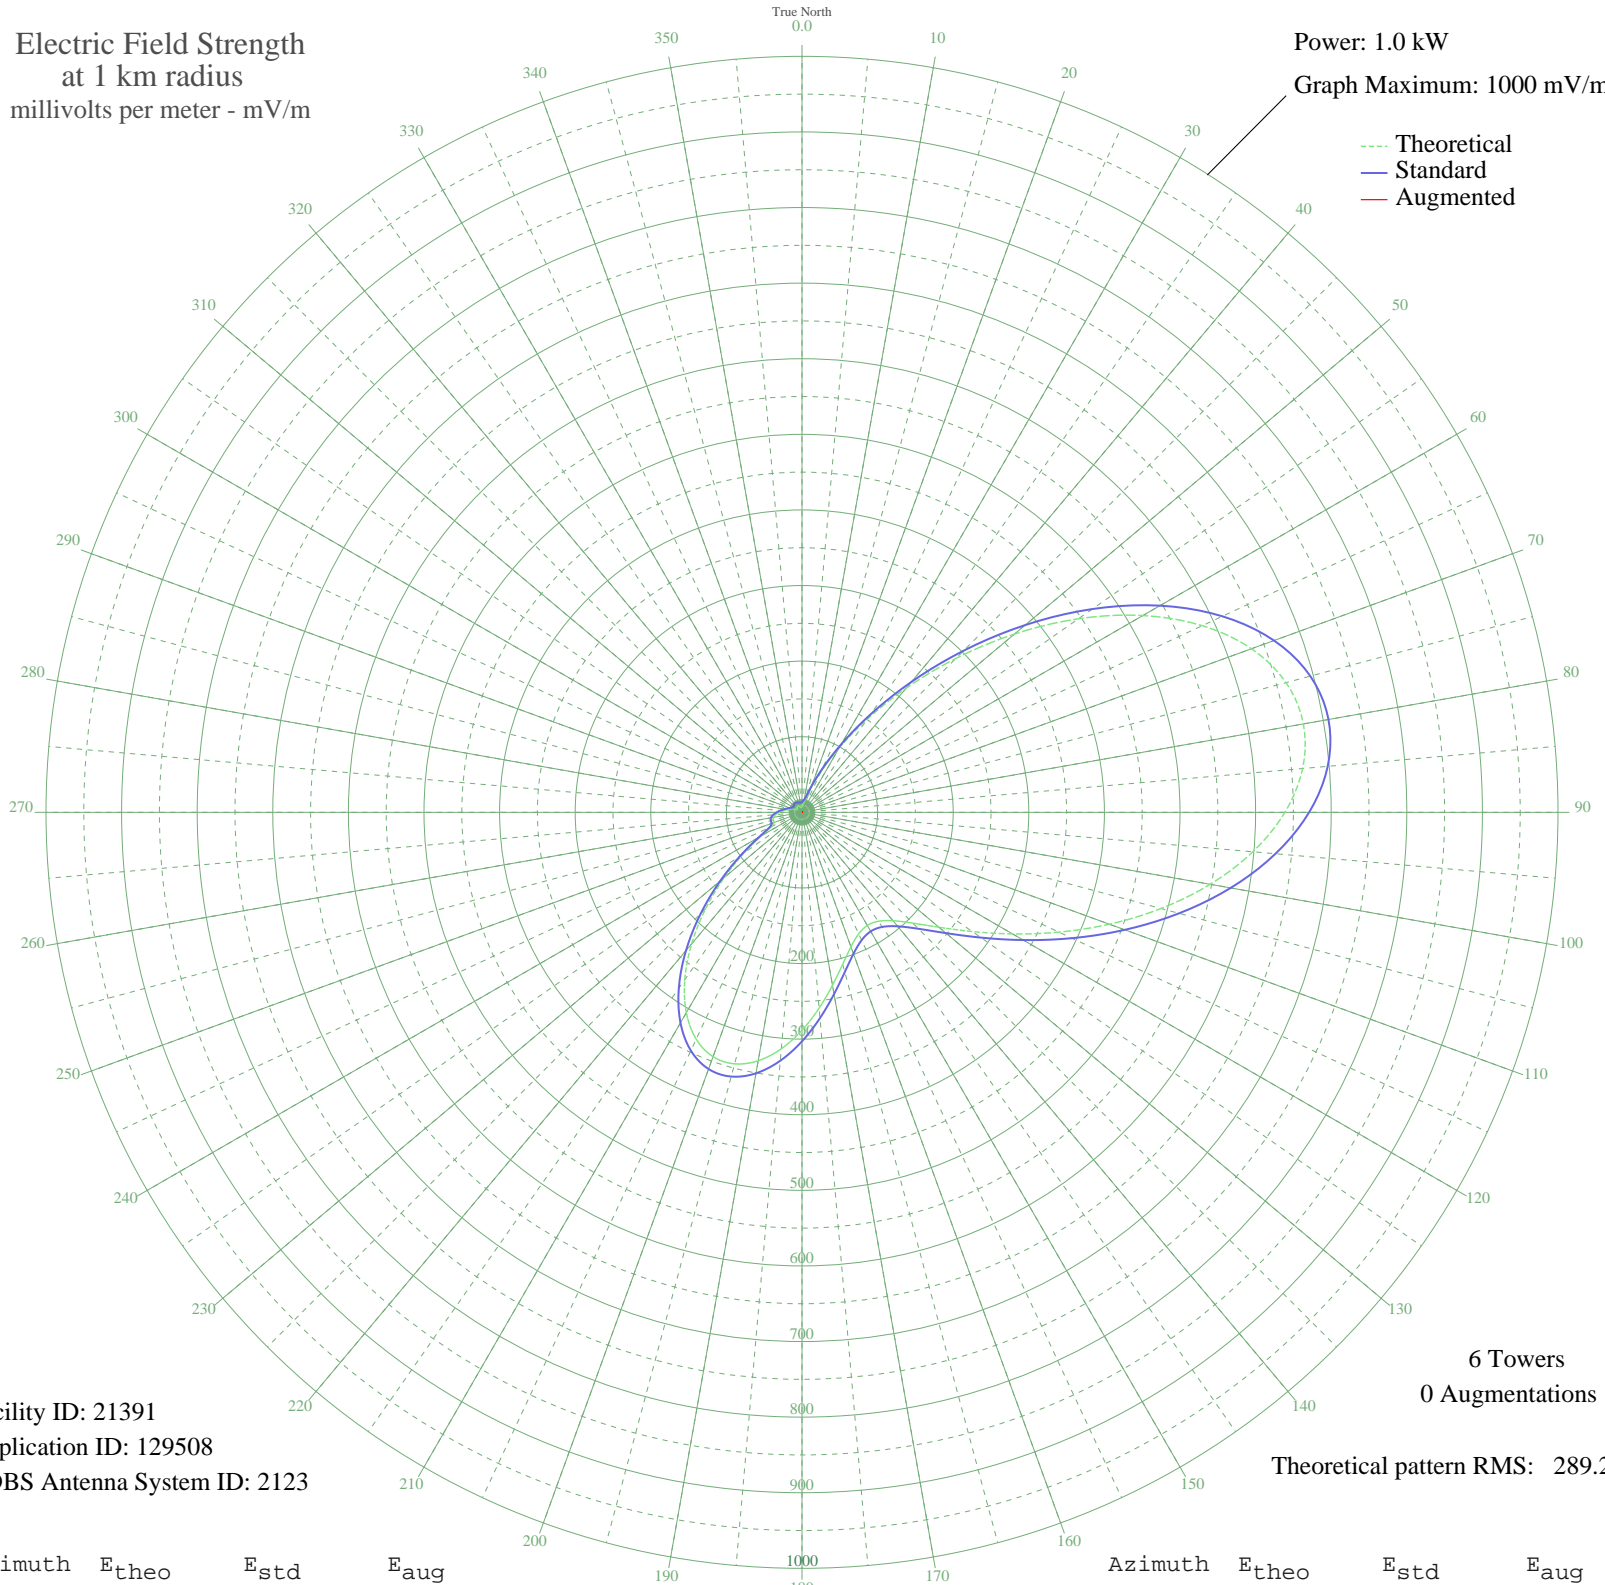 True North
Electric Field Strength
at 1 km radius
millivolts per meter - mV/m
Power: 1.0 kW
Graph Maximum: 1000 mV/m
Theoretical
Standard
Augmented
0.0
10
20
30
40
50
60
70
80
90
100
110
120
130
140
150
160
170
190
200
210
220
230
240
250
260
270
280
290
300
310
320
330
340
350
200
300
400
500
600
700
800
900
1000
6 Towers
0 Augmentations
Theoretical pattern RMS: 289.2
cility ID: 21391
plication ID: 129508
DBS Antenna System ID: 2123
imuth Etheo Estd Eaug
Azimuth Etheo Estd Eaug